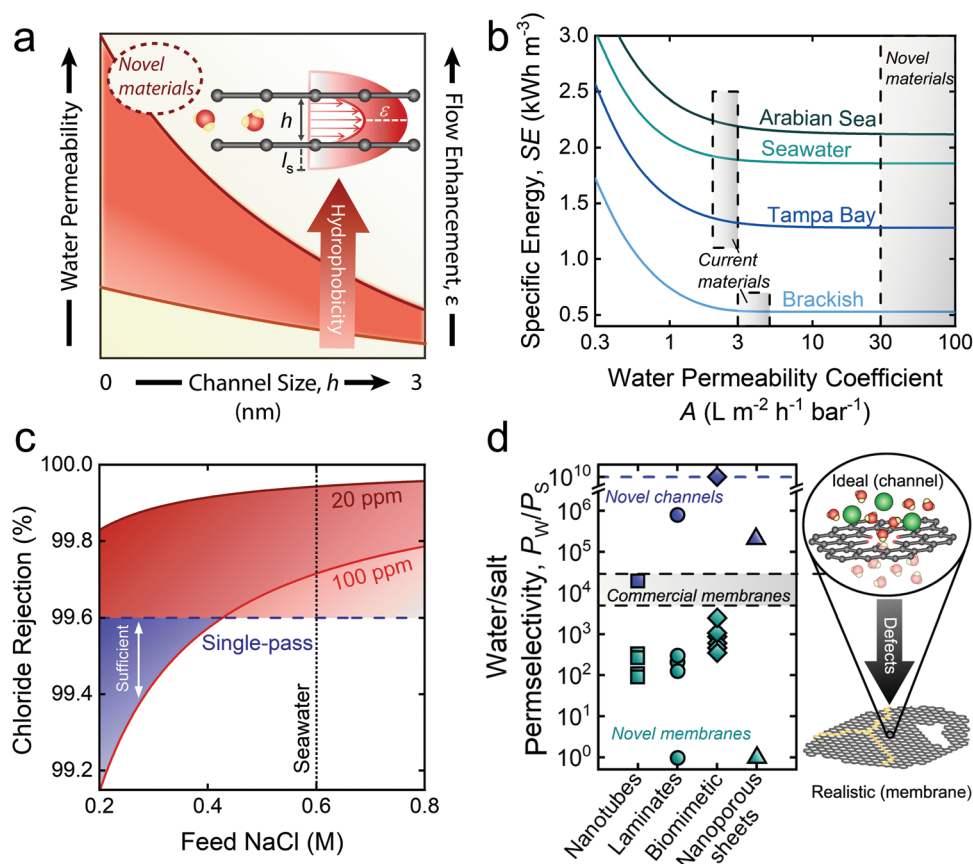 a
Water Permeability
Novel
materials
h
ls
ε
Hydrophobicity
Flow Enhancement, ε
0
Channel Size, h
3
(nm)
b
Specific Energy, SE (kWh m⁻³)
3.0
2.5
2.0
1.5
1.0
0.5
Novel
materials
Arabian Sea
Seawater
Tampa Bay
Current
materials
Brackish
0.3
1
3
10
30
100
Water Permeability Coefficient
A (L m⁻² h⁻¹ bar⁻¹)
c
Chloride Rejection (%)
100.0
99.8
99.6
99.4
99.2
20 ppm
100 ppm
Single-pass
Sufficient
Seawater
0.2
0.4
0.6
0.8
Feed NaCl (M)
d
Water/salt
Permselectivity, PW/PS
10¹⁰
10⁶
10⁵
10⁴
10³
10²
10¹
10⁰
Novel channels
Commercial membranes
Novel membranes
Nanotubes
Laminates
Biomimetic
Nanoporous
sheets
Ideal (channel)
Defects
Realistic (membrane)